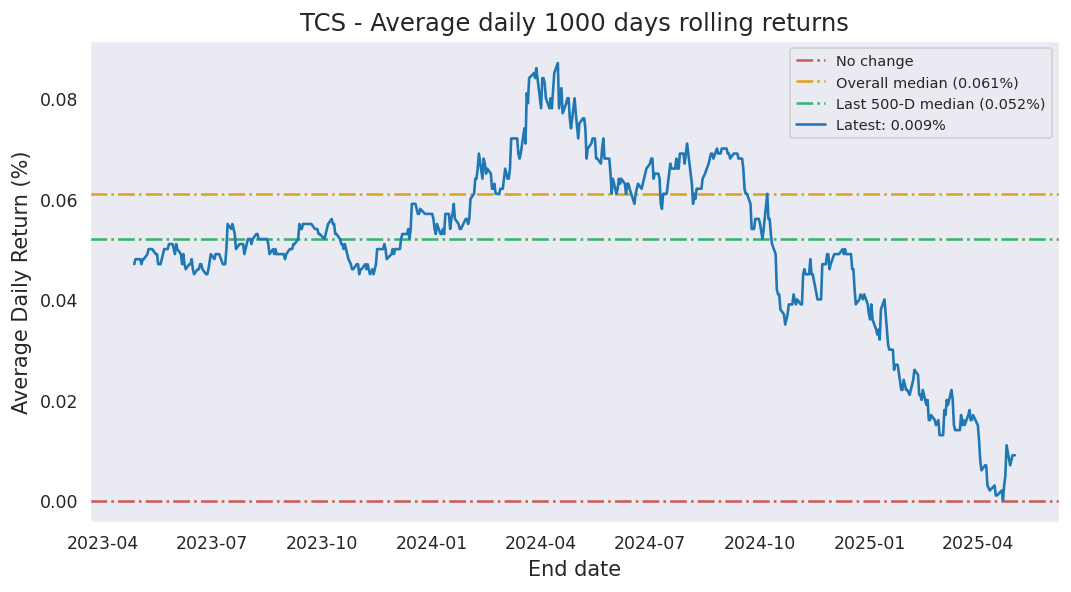 TCS - Average daily 1000 days rolling returns
No change
Overall median (0.061%)
Last 500-D median (0.052%)
Latest: 0.009%
Average Daily Return (%)
0.08
0.06
0.04
0.02
0.00
2023-04 2023-07 2023-10 2024-01 2024-04 2024-07 2024-10 2025-01 2025-04
End date